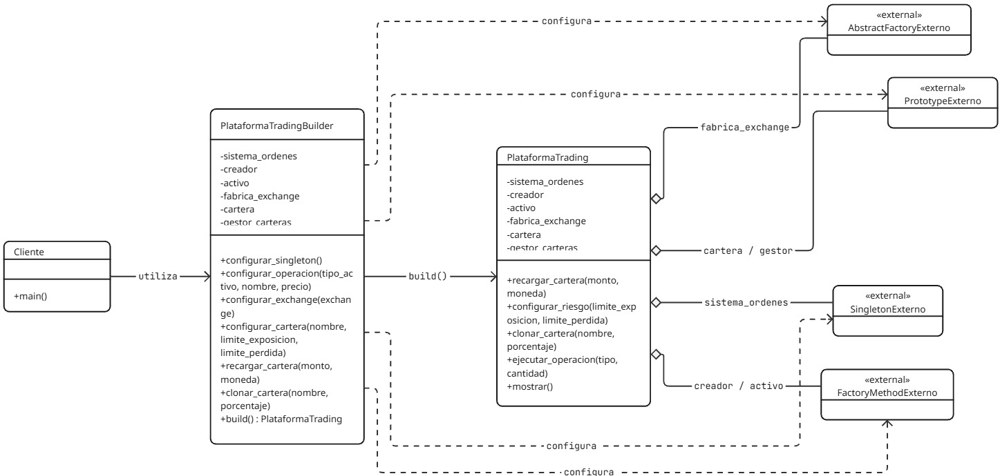 configura
«external»
AbstractFactoryExterno
configura
«external»
PrototypeExterno
fabrica_exchange
PlataformaTradingBuilder
-sistema_ordenes
-creador
-activo
-fabrica_exchange
-cartera
-gestor_carteras
+configurar_singleton()
+configurar_operacion(tipo_ac
tivo, nombre, precio)
+configurar_exchange(exchan
ge)
+configurar_cartera(nombre,
limite_exposicion,
limite_perdida)
+recargar_cartera(monto,
moneda)
+clonar_cartera(nombre,
porcentaje)
+build() : PlataformaTrading
Cliente
+main()
utiliza
build()
PlataformaTrading
-sistema_ordenes
-creador
-activo
-fabrica_exchange
-cartera
-gestor_carteras
+recargar_cartera(monto,
moneda)
+configurar_riesgo(limite_exp
osicion, limite_perdida)
+clonar_cartera(nombre,
porcentaje)
+ejecutar_operacion(tipo,
cantidad)
+mostrar()
cartera / gestor
sistema_ordenes
«external»
SingletonExterno
creador / activo
«external»
FactoryMethodExterno
configura
configura